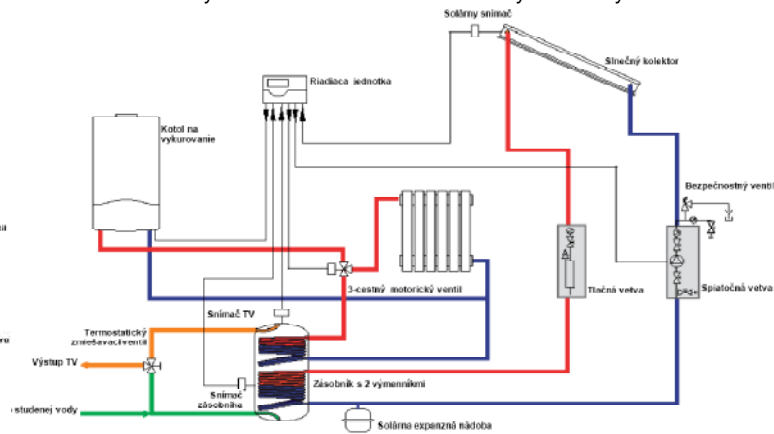 Solárny snímač
Slnečný kolektor
Riadiaca jednotka
Kotol na
vykurovanie
Bezpečnostný ventil
3-cestný motorický ventil
Tlačná vetva
Spiatočná vetva
Snímač TV
Termostatický
zmiešavací ventil
Výstup TV
Zásobník s 2 výmenníkmi
Snímač
zásobníka
studenej vody
Solárna expanzná nádoba